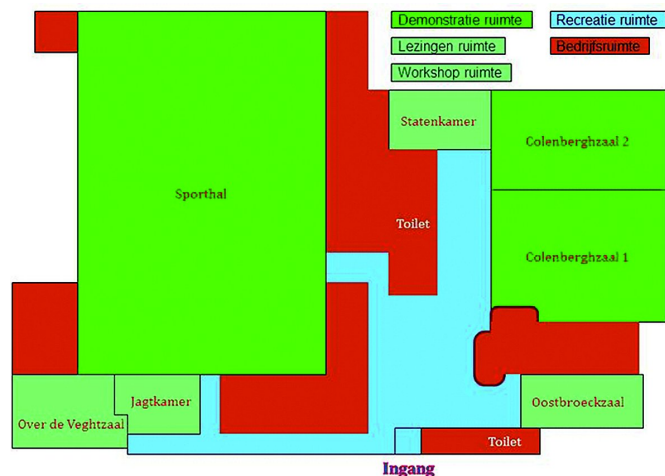 Demonstratie ruimte
Recreatie ruimte
Lezingen ruimte
Bedrijfsruimte
Workshop ruimte
Statenkamer
Colenberghzaal 2
Sporthal
Toilet
Colenberghzaal 1
Jagtkamer
Oostbroeckzaal
Over de Veghtzaal
Toilet
Ingang